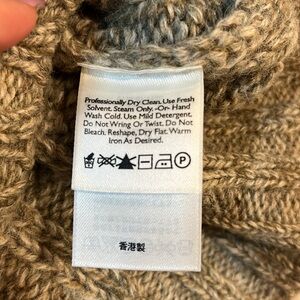 Professionally Dry Clean. Use Fresh
Solvent. Steam Only. -Or- Hand
Wash Cold. Use Mild Detergent.
Do Not Wring Or Twist. Do Not
Bleach. Reshape, Dry Flat. Warm
Iron As Desired.
P
香港製